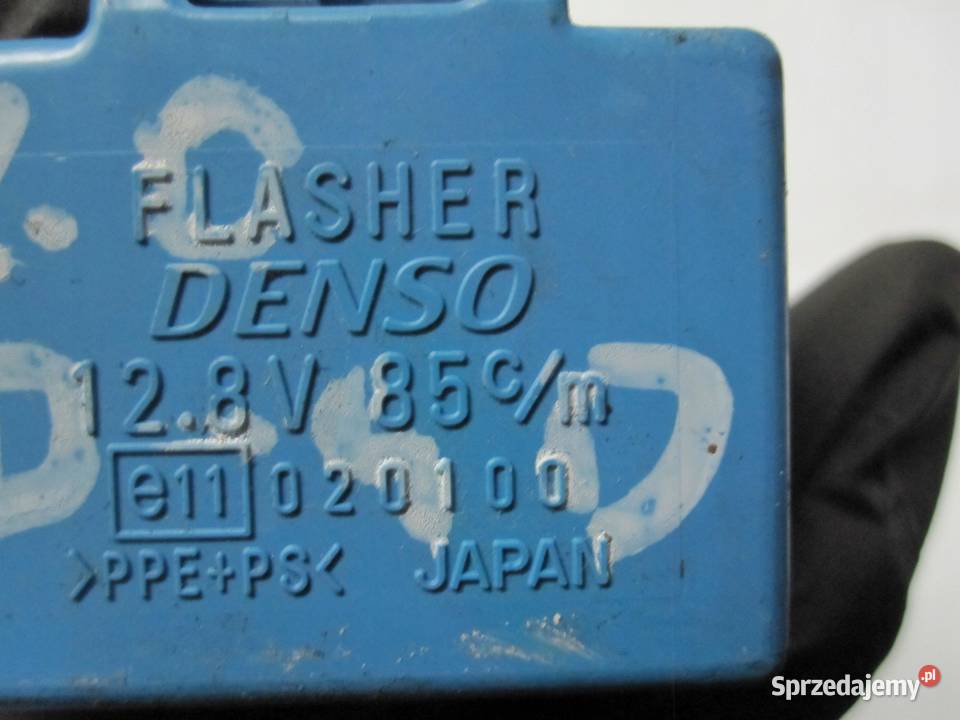 FLASHER
DENSO
12.8V 85c/m
e11 020100
>PPE+PS< JAPAN
Sprzedajemy.pl